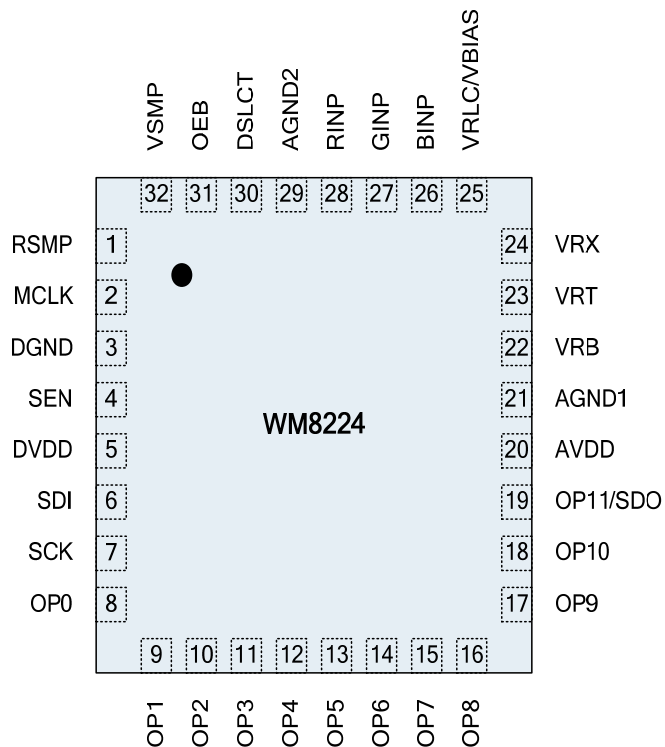 VSMP OEB DSLCT AGND2 RINP GINP BINP VRLC/VBIAS
32 31 30 29 28 27 26 25
RSMP 1 24 VRX
MCLK 2 23 VRT
DGND 3 22 VRB
SEN 4 21 AGND1
WM8224
DVDD 5 20 AVDD
SDI 6 19 OP11/SDO
SCK 7 18 OP10
OP0 8 17 OP9
9 10 11 12 13 14 15 16
OP1 OP2 OP3 OP4 OP5 OP6 OP7 OP8